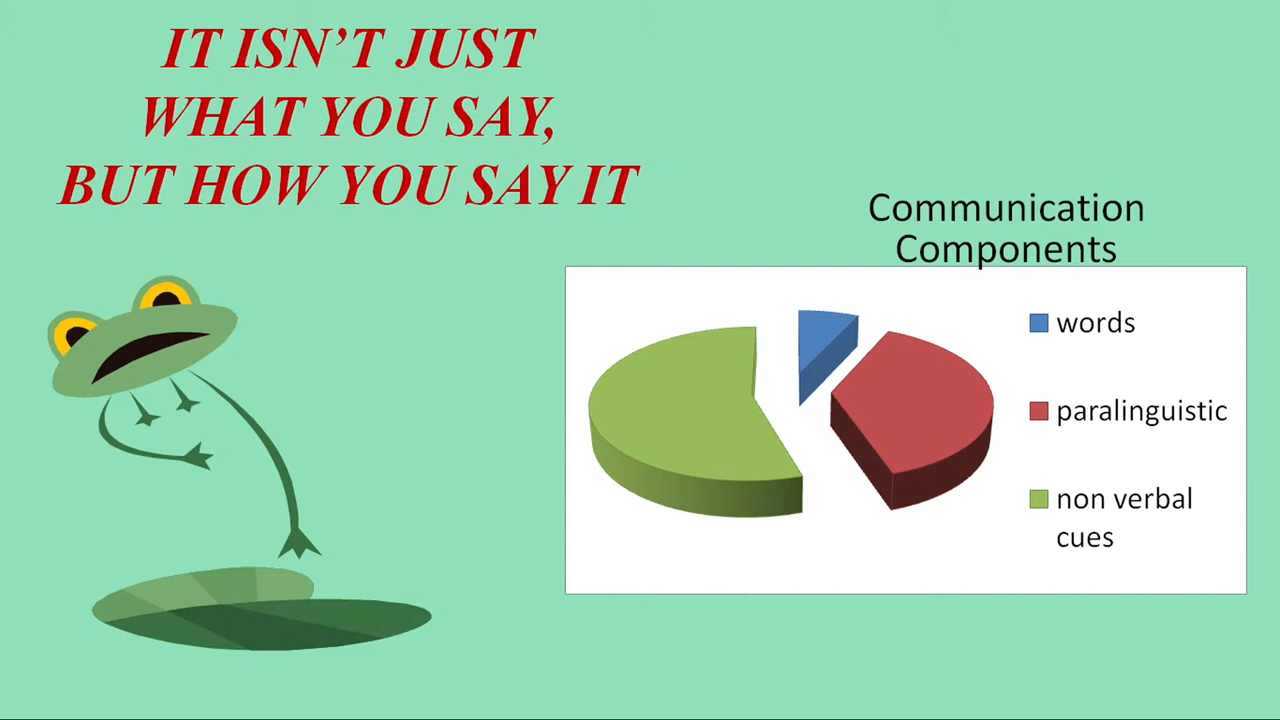 IT ISN'T JUST
WHAT YOU SAY,
BUT HOW YOU SAY IT
Communication
Components
words
paralinguistic
non verbal
cues